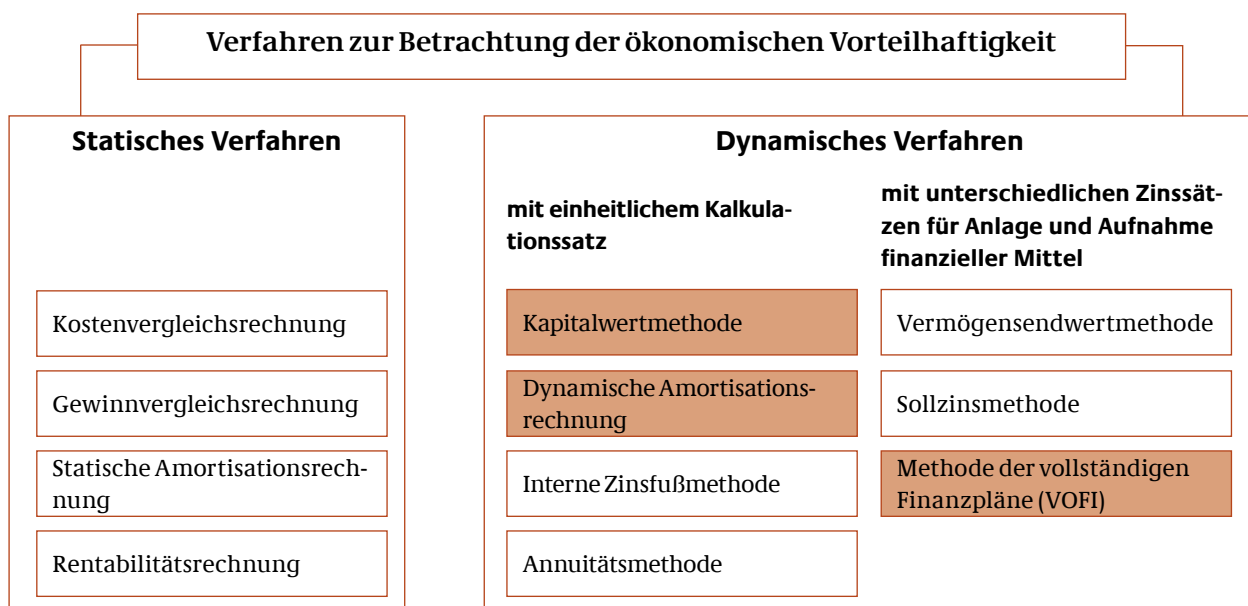 Verfahren zur Betrachtung der ökonomischen Vorteilhaftigkeit
Statisches Verfahren
Kostenvergleichsrechnung
Gewinnvergleichsrechnung
Statische Amortisationsrech-
nung
Rentabilitätsrechnung
Dynamisches Verfahren
mit einheitlichem Kalkula-
tionssatz
Kapitalwertmethode
Dynamische Amortisations-
rechnung
Interne Zinsfußmethode
Annuitätsmethode
mit unterschiedlichen Zinssät-
zen für Anlage und Aufnahme
finanzieller Mittel
Vermögensendwertmethode
Sollzinsmethode
Methode der vollständigen
Finanzpläne (VOFI)